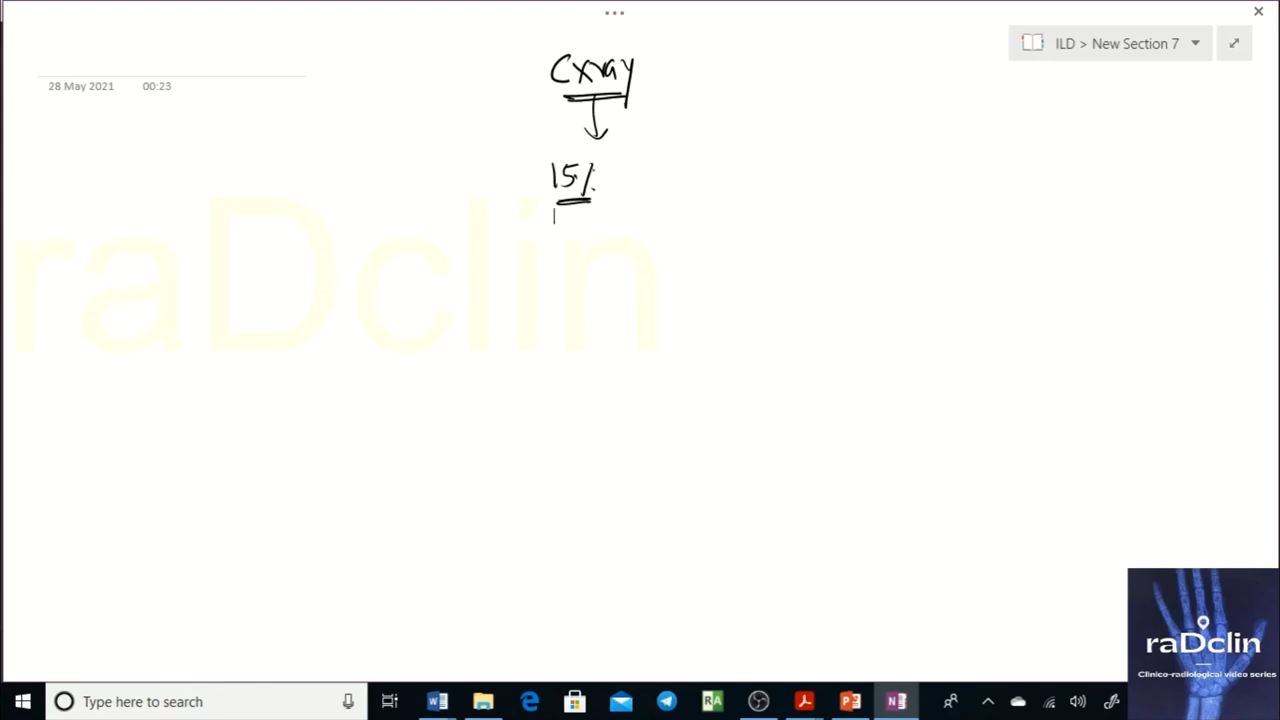 ILD > New Section 7
28 May 2021 00:23
Cxray
15%
raDclin
Type here to search
raDclin
Clinico-radiological video series